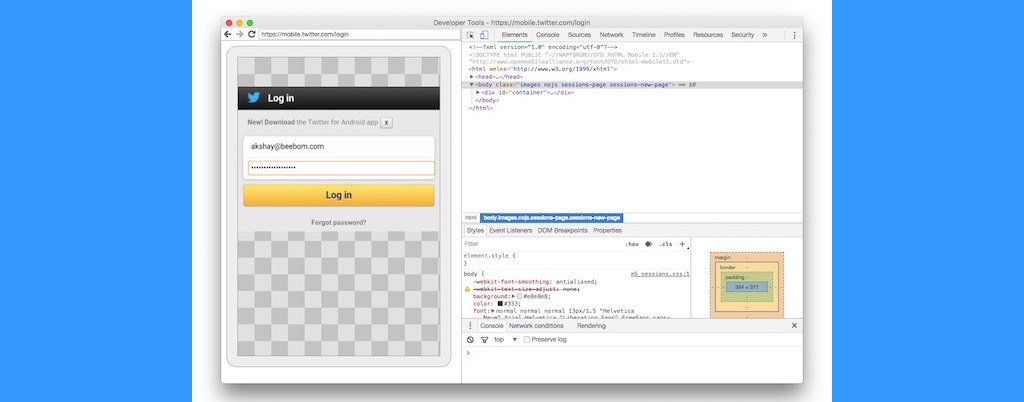 Developer Tools - https://mobile.twitter.com/login
https://mobile.twitter.com/login
Elements Console Sources Network Timeline Profiles Resources Security »
Log in
New! Download the Twitter for Android app x
akshay@beebom.com
••••••••••••••••••
Log in
Forgot password?
<!--?xml version="1.0" encoding="utf-8"?-->
<!DOCTYPE html PUBLIC "-//WAPFORUM//DTD XHTML Mobile 1.1//EN"
"http://www.openmobilealliance.org/tech/DTD/xhtml-mobile11.dtd">
<html xmlns="http://www.w3.org/1999/xhtml">
<head>…</head>
<body class="images nojs sessions-page sessions-new-page"> == $0
<div id="container">…</div>
</body>
</html>
html body.images.nojs.sessions-page.sessions-new-page
Styles Event Listeners DOM Breakpoints Properties
Filter :hov .cls +
element.style {
}
body { m5_sessions.css:1
-webkit-font-smoothing: antialiased;
-webkit-text-size-adjust: none;
background: #e8e8e8;
color: #333;
font: normal normal normal 13px/1.5 "Helvetica
Neue",Arial,Helvetica,"Liberation Sans",FreeSans,sans-
margin -
border -
padding -
384 × 371
-
-
Console Network conditions Rendering
top ▼ Preserve log
>